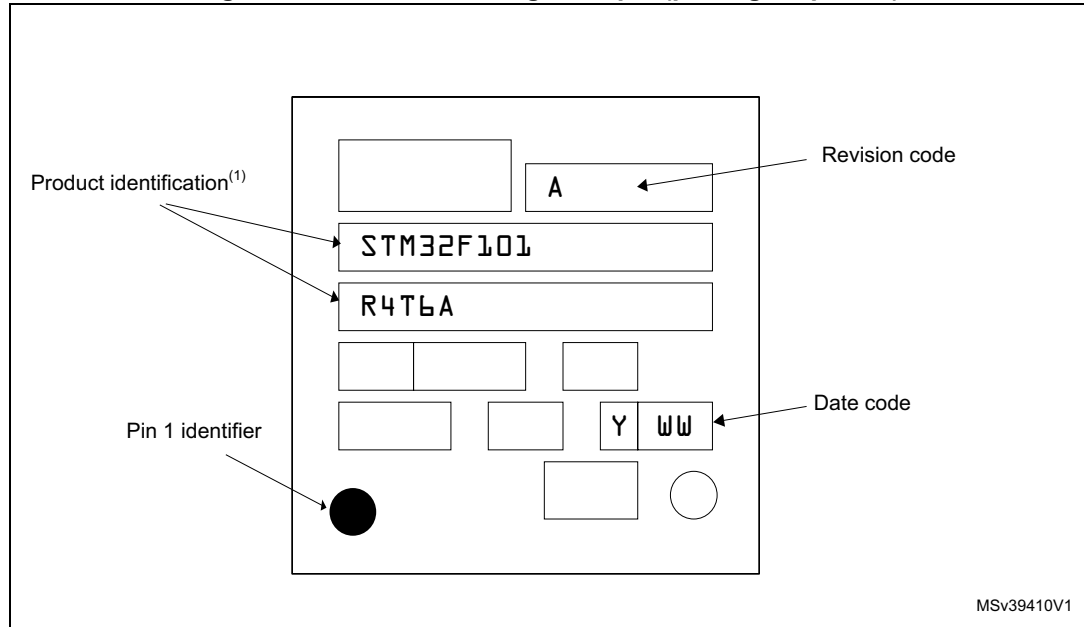 Revision code
Product identification(1)
A
STM32F101
R4T6A
Date code
Y WW
Pin 1 identifier
MSv39410V1